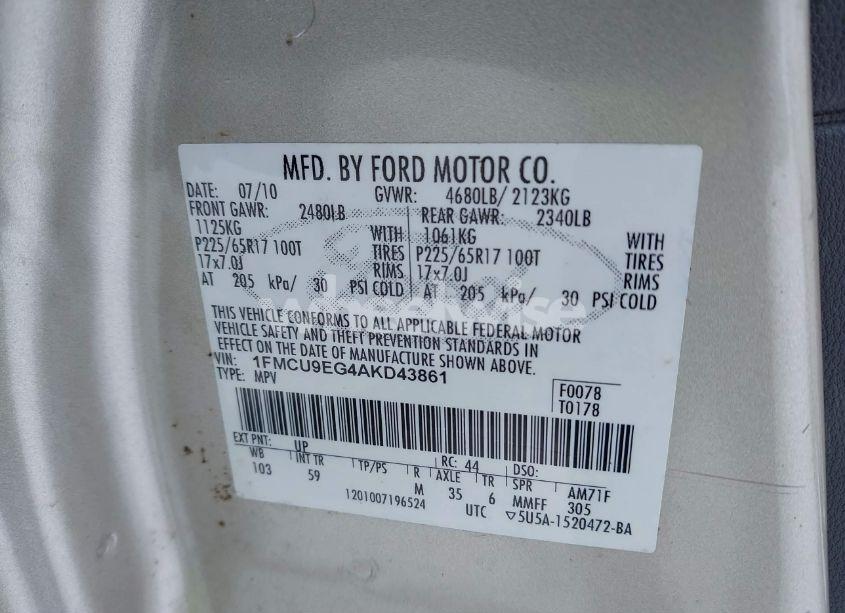 MFD. BY FORD MOTOR CO.
DATE: 07/10 GVWR: 4680LB/ 2123KG
FRONT GAWR: 2480LB REAR GAWR: 2340LB
1125KG WITH 1061KG WITH
P225/65R17 100T TIRES P225/65R17 100T TIRES
17x7.0J RIMS 17x7.0J RIMS
AT 205 kPa/ 30 PSI COLD AT 205 kPa/ 30 PSI COLD
THIS VEHICLE CONFORMS TO ALL APPLICABLE FEDERAL MOTOR
VEHICLE SAFETY AND THEFT PREVENTION STANDARDS IN
EFFECT ON THE DATE OF MANUFACTURE SHOWN ABOVE.
VIN: 1FMCU9EG4AKD43861
TYPE: MPV
F0078
T0178
EXT PNT: UP RC: 44 DSO:
WB INT TR TP/PS R AXLE TR SPR AM71F
103 59 M 35 6 MMFF 305
1201007196524 UTC ▽5U5A-1520472-BA
wheelwise